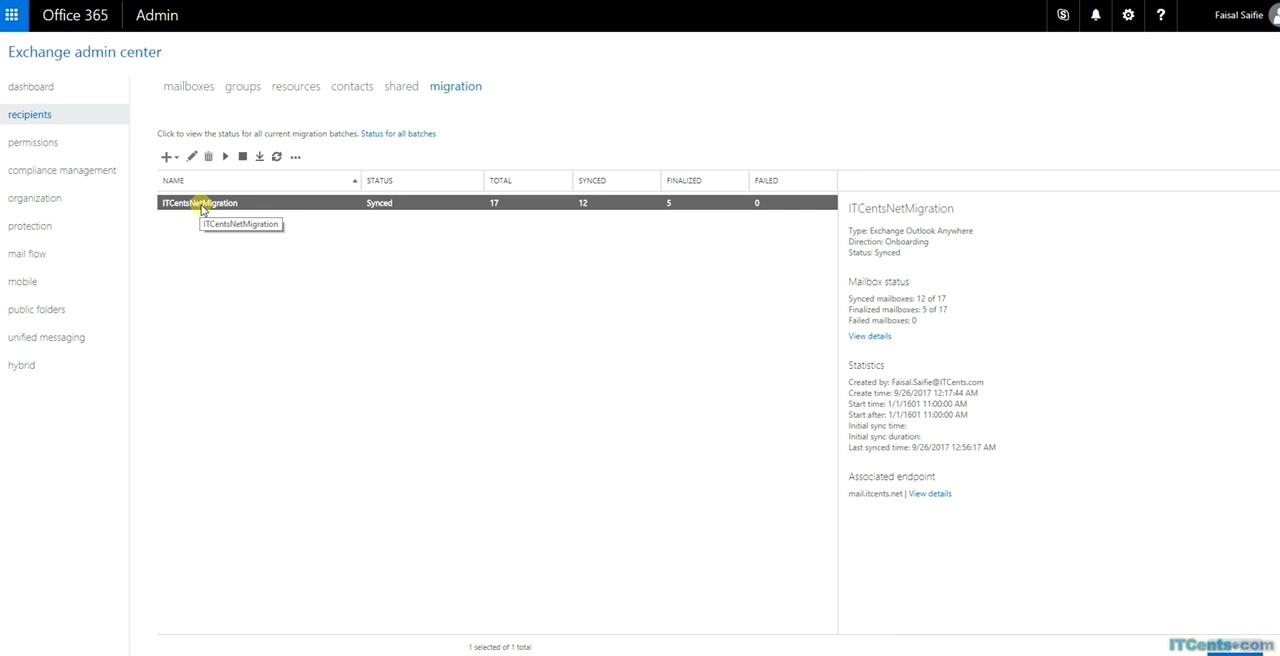 Office 365 Admin Faisal Saifie
Exchange admin center
dashboard
recipients
permissions
compliance management
organization
protection
mail flow
mobile
public folders
unified messaging
hybrid
mailboxes groups resources contacts shared migration
Click to view the status for all current migration batches. Status for all batches
NAME STATUS TOTAL SYNCED FINALIZED FAILED
ITCentsNetMigration Synced 17 12 5 0
ITCentsNetMigration
ITCentsNetMigration
Type: Exchange Outlook Anywhere
Direction: Onboarding
Status: Synced
Mailbox status
Synced mailboxes: 12 of 17
Finalized mailboxes: 5 of 17
Failed mailboxes: 0
View details
Statistics
Created by: Faisal.Saifie@ITCents.com
Create time: 9/26/2017 12:17:44 AM
Start time: 1/1/1601 11:00:00 AM
Start after: 1/1/1601 11:00:00 AM
Initial sync time:
Initial sync duration:
Last synced time: 9/26/2017 12:56:17 AM
Associated endpoint
mail.itcents.net | View details
1 selected of 1 total
ITCents.com